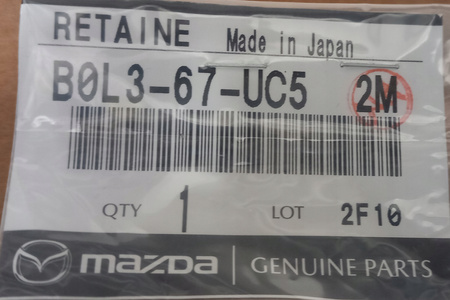 RETAINE Made in Japan
B0L3-67-UC5 2M
QTY 1 LOT 2F10
mazda GENUINE PARTS